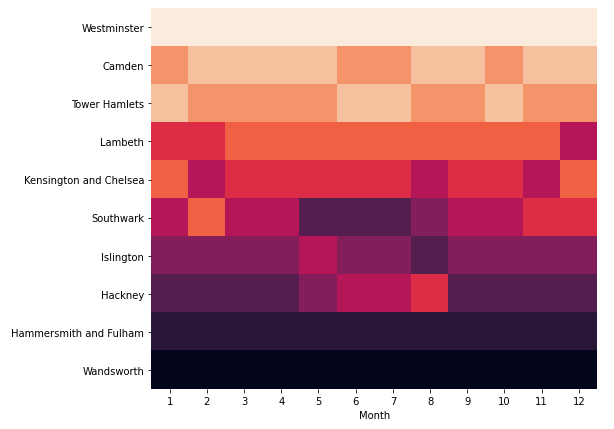 Westminster
Camden
Tower Hamlets
Lambeth
Kensington and Chelsea
Southwark
Islington
Hackney
Hammersmith and Fulham
Wandsworth
1 2 3 4 5 6 7 8 9 10 11 12
Month